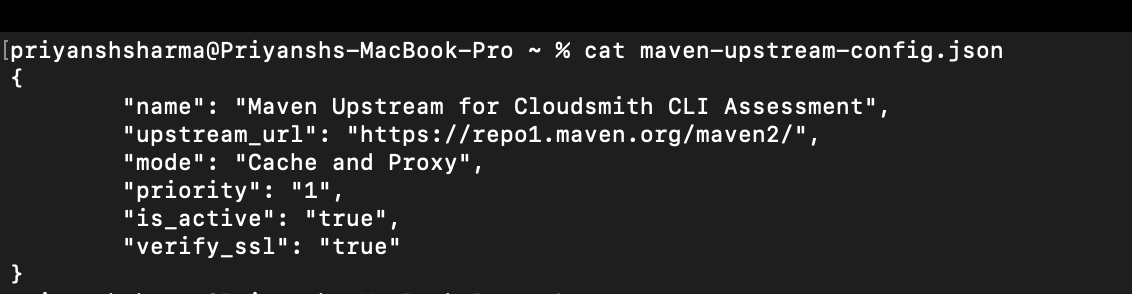 [priyanshsharma@Priyanshs-MacBook-Pro ~ % cat maven-upstream-config.json
{
        "name": "Maven Upstream for Cloudsmith CLI Assessment",
        "upstream_url": "https://repo1.maven.org/maven2/",
        "mode": "Cache and Proxy",
        "priority": "1",
        "is_active": "true",
        "verify_ssl": "true"
}